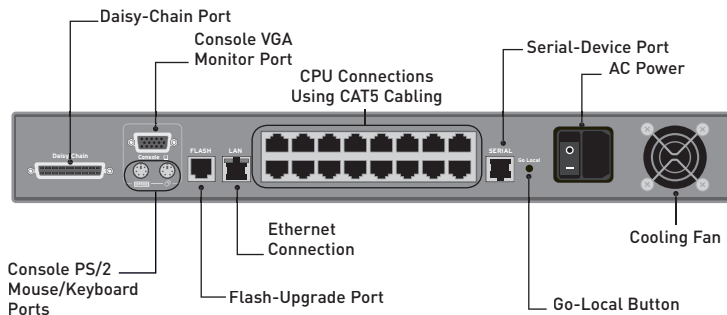 Daisy-Chain Port
Console VGA
Monitor Port
CPU Connections
Using CAT5 Cabling
Serial-Device Port
AC Power
Daisy Chain
Console
FLASH
LAN
SERIAL
Go Local
Console PS/2
Mouse/Keyboard
Ports
Ethernet
Connection
Flash-Upgrade Port
Cooling Fan
Go-Local Button